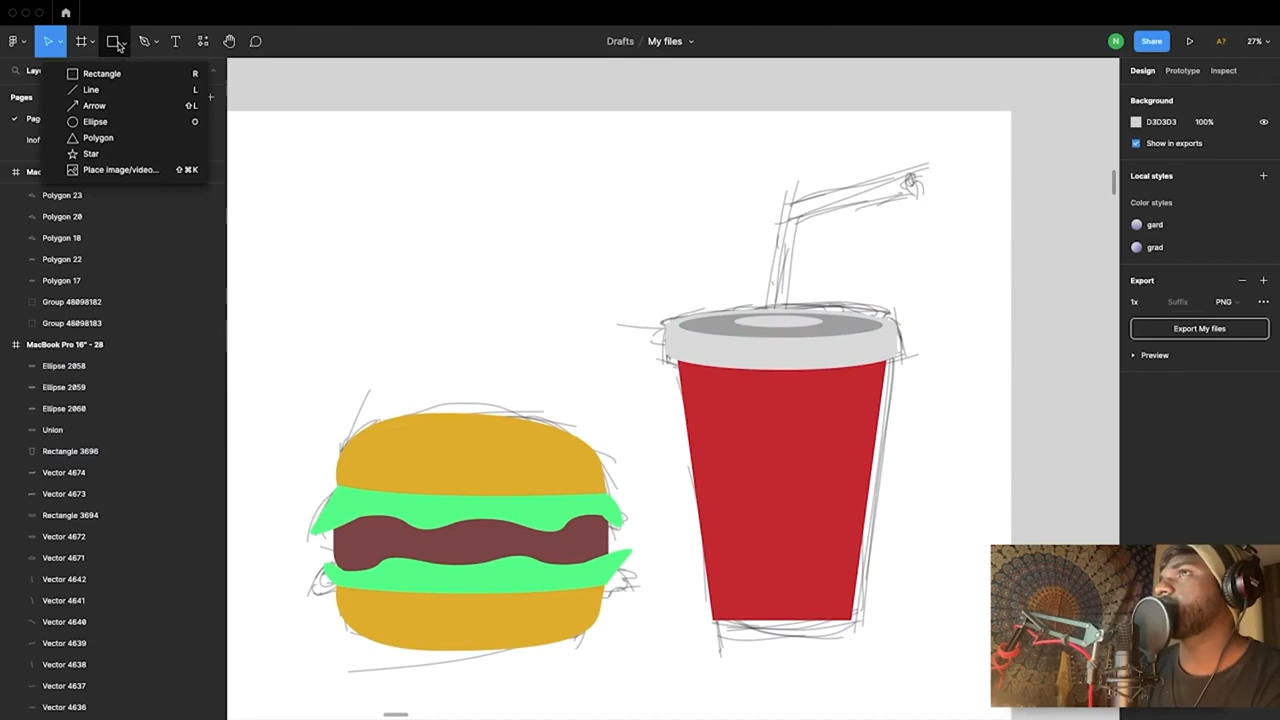 Drafts / My files
N
Share
A?
27%
Rectangle R
Line L
Arrow ⇧L
Ellipse O
Polygon
Star
Place image/video... ⇧⌘K
Pages
Polygon 23
Polygon 20
Polygon 18
Polygon 22
Polygon 17
Group 48098182
Group 48098183
MacBook Pro 16" - 28
Ellipse 2058
Ellipse 2059
Ellipse 2060
Union
Rectangle 3696
Vector 4674
Vector 4673
Rectangle 3694
Vector 4672
Vector 4671
Vector 4642
Vector 4641
Vector 4640
Vector 4639
Vector 4638
Vector 4637
Vector 4636
Design Prototype Inspect
Background
D3D3D3 100%
Show in exports
Local styles
Color styles
gard
grad
Export
1x Suffix PNG
Export My files
Preview